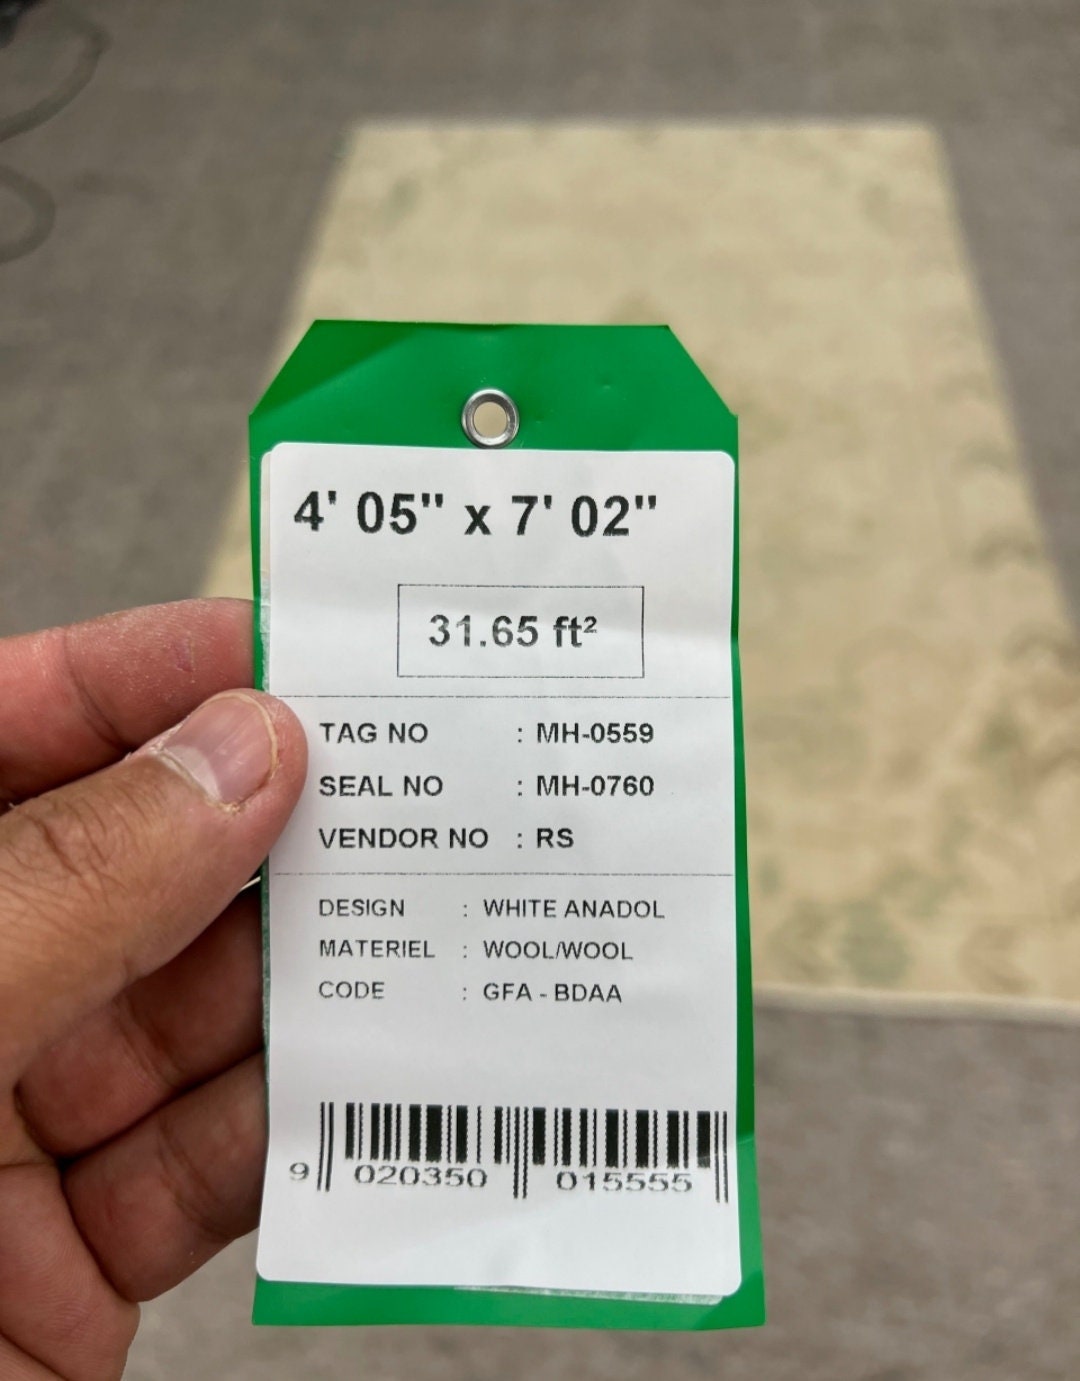 4' 05" x 7' 02"
31.65 ft²
TAG NO : MH-0559
SEAL NO : MH-0760
VENDOR NO : RS
DESIGN : WHITE ANADOL
MATERIEL : WOOL/WOOL
CODE : GFA - BDAA
9 020350 015555